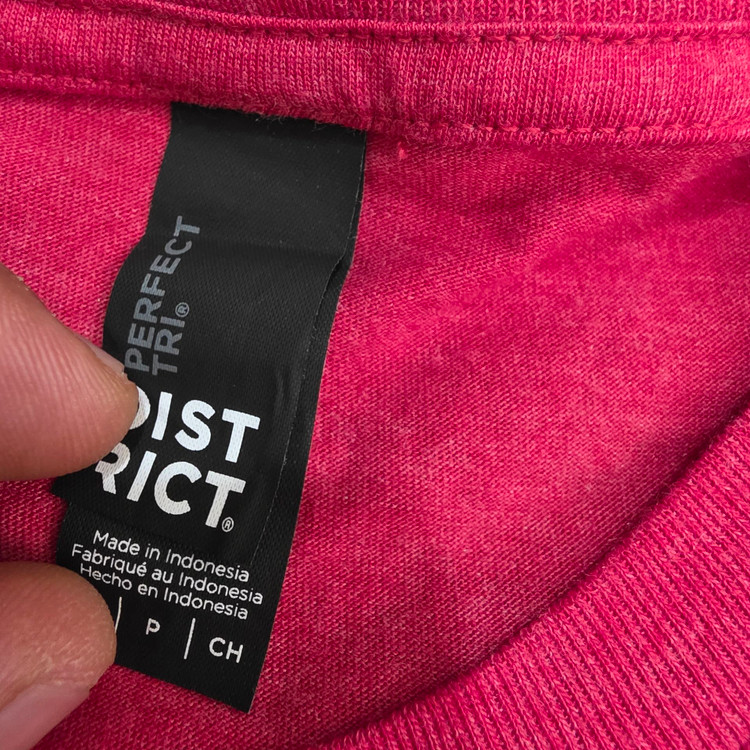 PERFECT
TRI®
DIST
RICT®
Made in Indonesia
Fabriqué au Indonesia
Hecho en Indonesia
| P | CH